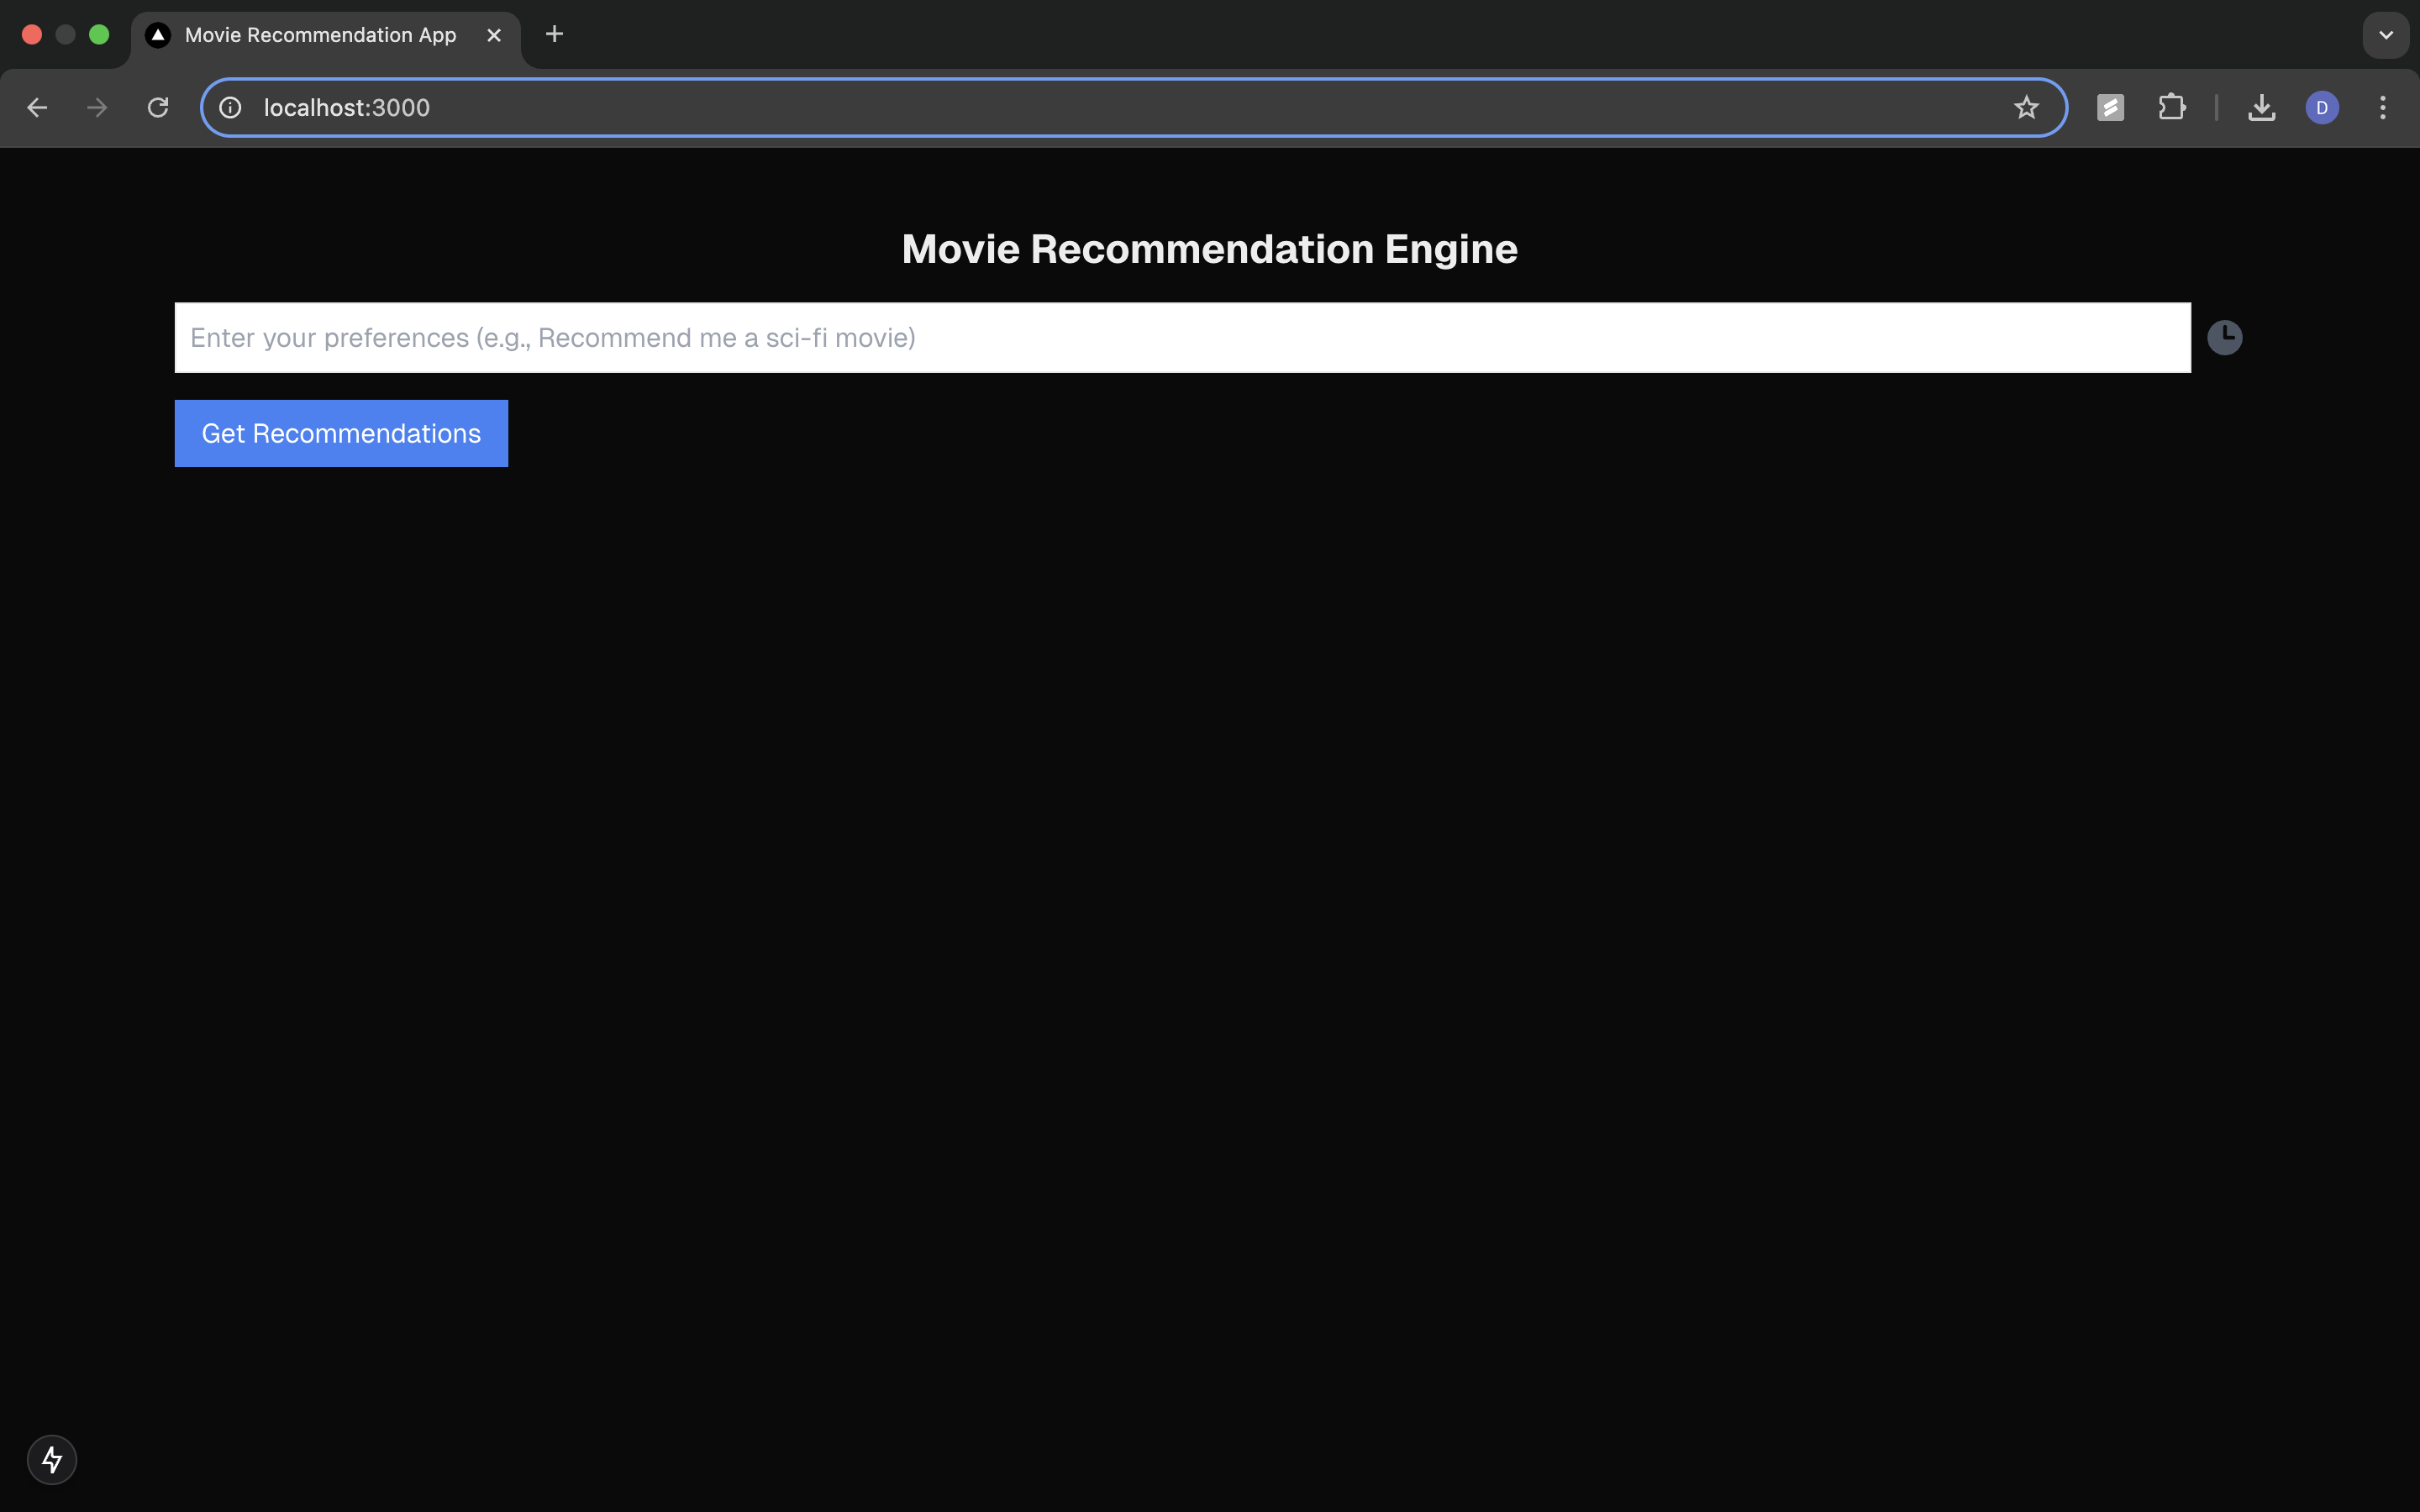 Movie Recommendation App
localhost:3000
D
Movie Recommendation Engine
Enter your preferences (e.g., Recommend me a sci-fi movie)
Get Recommendations